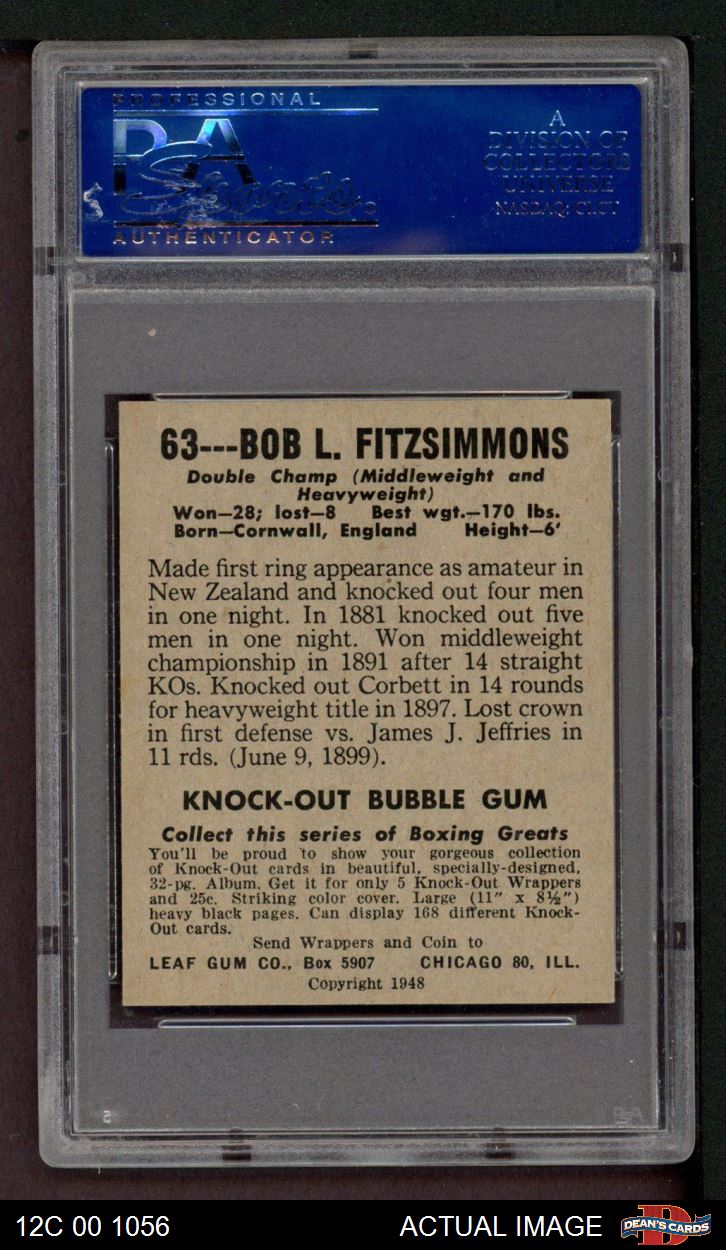 PROFESSIONAL
PSA
Sports
AUTHENTICATOR
A
DIVISION OF
COLLECTORS
UNIVERSE
NASDAQ: CLCT
63---BOB L. FITZSIMMONS
Double Champ (Middleweight and
Heavyweight)
Won—28; lost—8 Best wgt.—170 lbs.
Born—Cornwall, England Height—6'
Made first ring appearance as amateur in
New Zealand and knocked out four men
in one night. In 1881 knocked out five
men in one night. Won middleweight
championship in 1891 after 14 straight
KOs. Knocked out Corbett in 14 rounds
for heavyweight title in 1897. Lost crown
in first defense vs. James J. Jeffries in
11 rds. (June 9, 1899).
KNOCK-OUT BUBBLE GUM
Collect this series of Boxing Greats
You'll be proud to show your gorgeous collection
of Knock-Out cards in beautiful, specially-designed,
32-pg. Album. Get it for only 5 Knock-Out Wrappers
and 25c. Striking color cover. Large (11" x 8½")
heavy black pages. Can display 168 different Knock-
Out cards.
Send Wrappers and Coin to
LEAF GUM CO., Box 5907 CHICAGO 80, ILL.
Copyright 1948
PSA
12C 00 1056 ACTUAL IMAGE DEAN'S CARDS